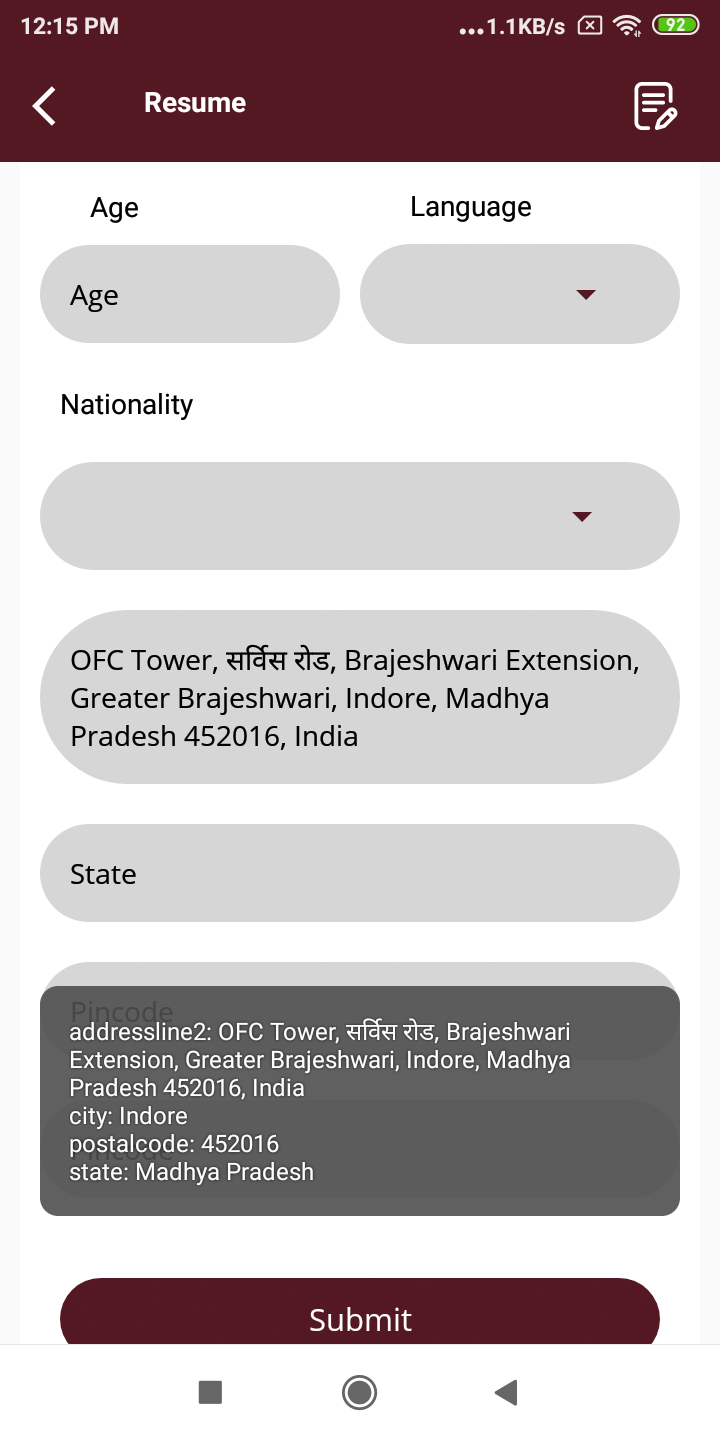 12:15 PM
...1.1KB/s
92
Resume
Age
Language
Age
Nationality
OFC Tower, सर्विस रोड, Brajeshwari Extension,
Greater Brajeshwari, Indore, Madhya
Pradesh 452016, India
State
Pincode
addressline2: OFC Tower, सर्विस रोड, Brajeshwari
Extension, Greater Brajeshwari, Indore, Madhya
Pradesh 452016, India
city: Indore
postalcode: 452016
Pincode
state: Madhya Pradesh
Submit